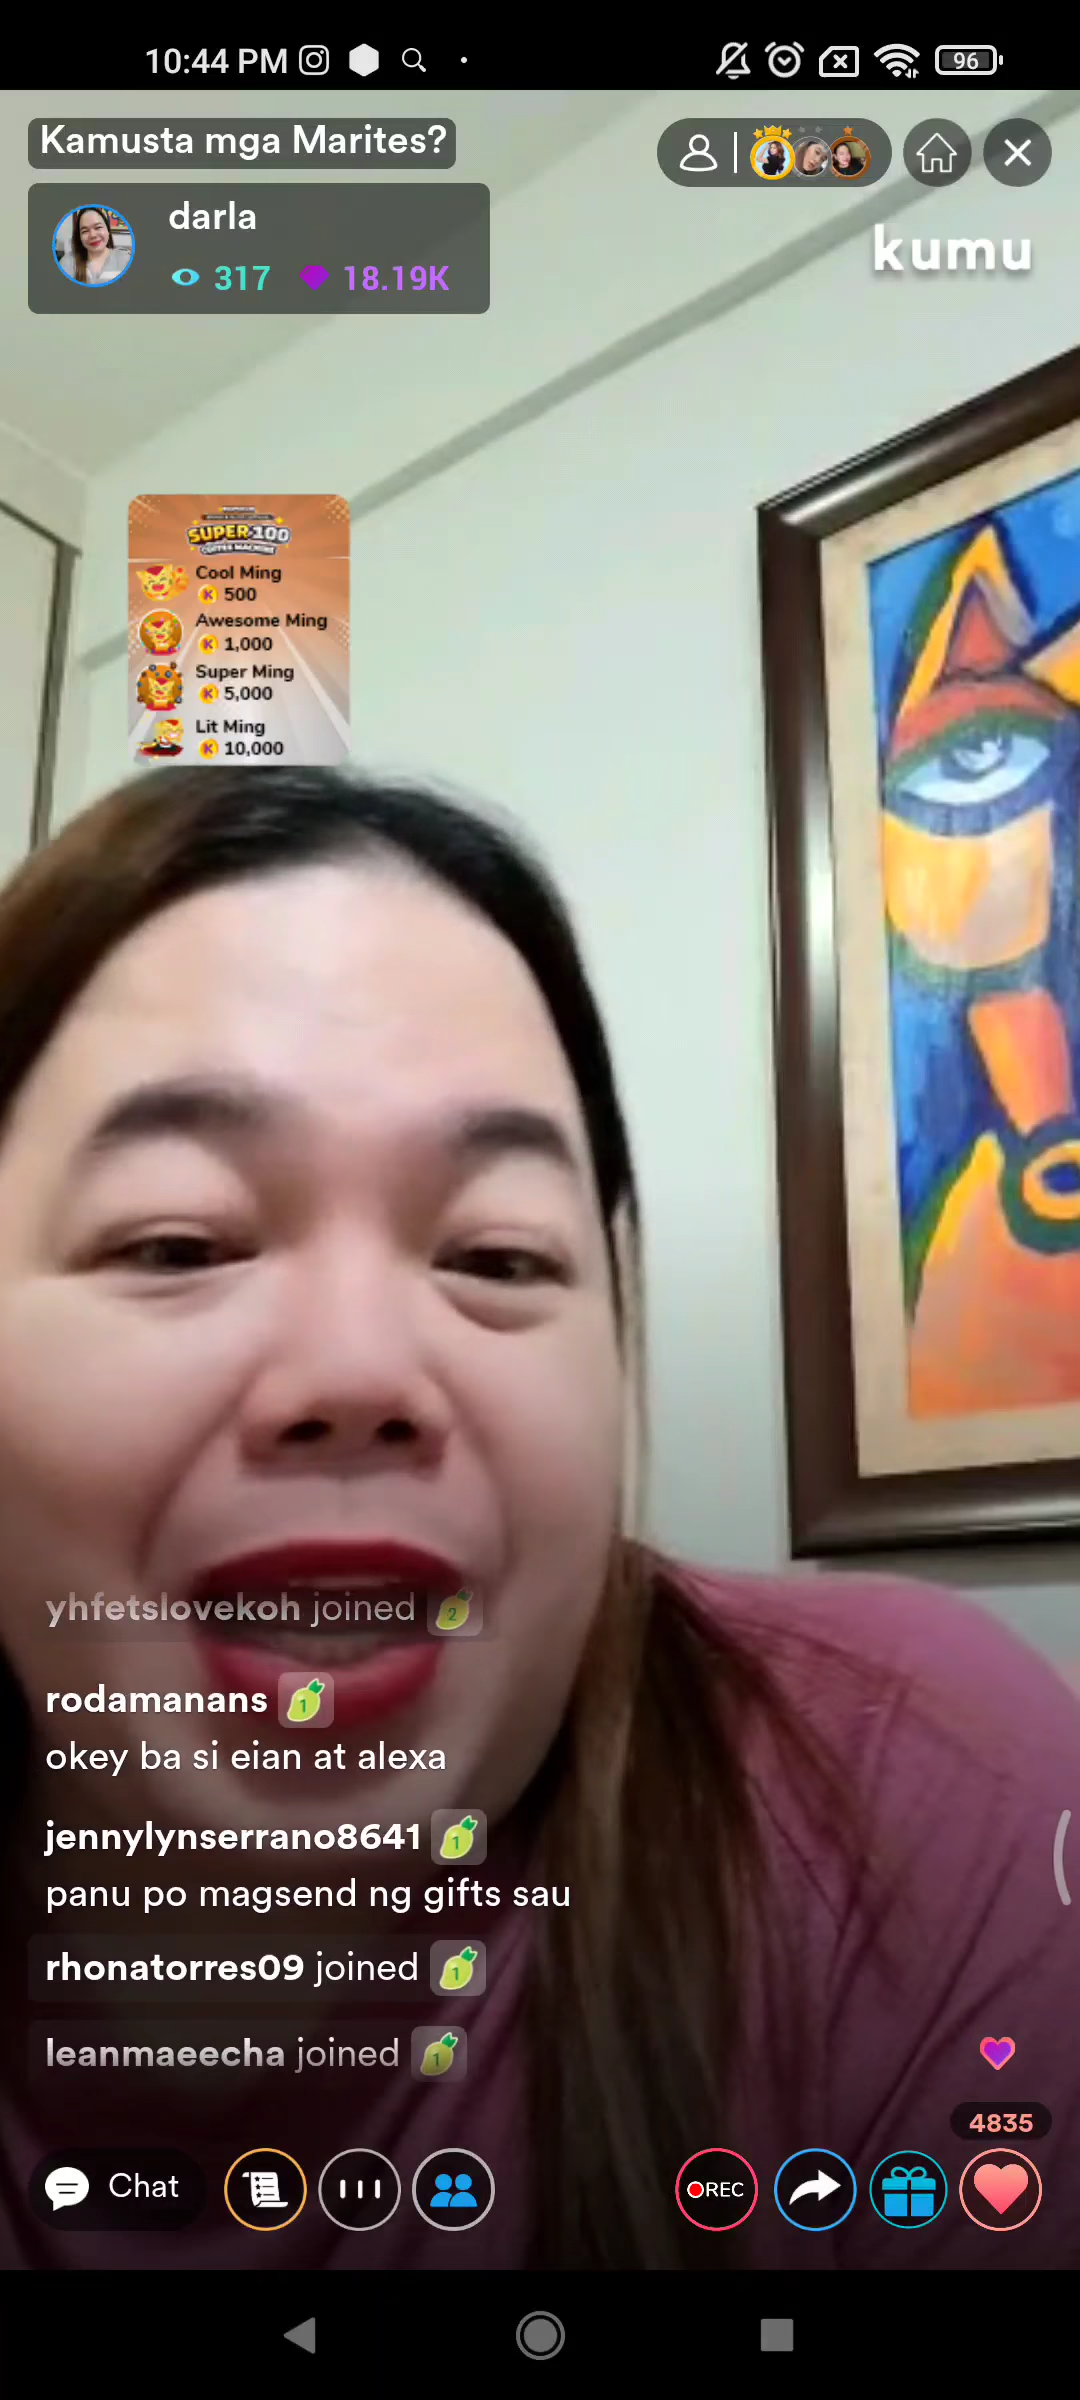 10:44 PM
96
Kamusta mga Marites?
darla
317 18.19K
kumu
SUPER 100
COFFEE MACHINE
Cool Ming
K 500
Awesome Ming
K 1,000
Super Ming
K 5,000
Lit Ming
K 10,000
yhfetslovekoh joined 2
rodamanans 1
okey ba si eian at alexa
jennylynserrano8641 1
panu po magsend ng gifts sau
rhonatorres09 joined 1
leanmaeecha joined 1
4835
Chat
REC